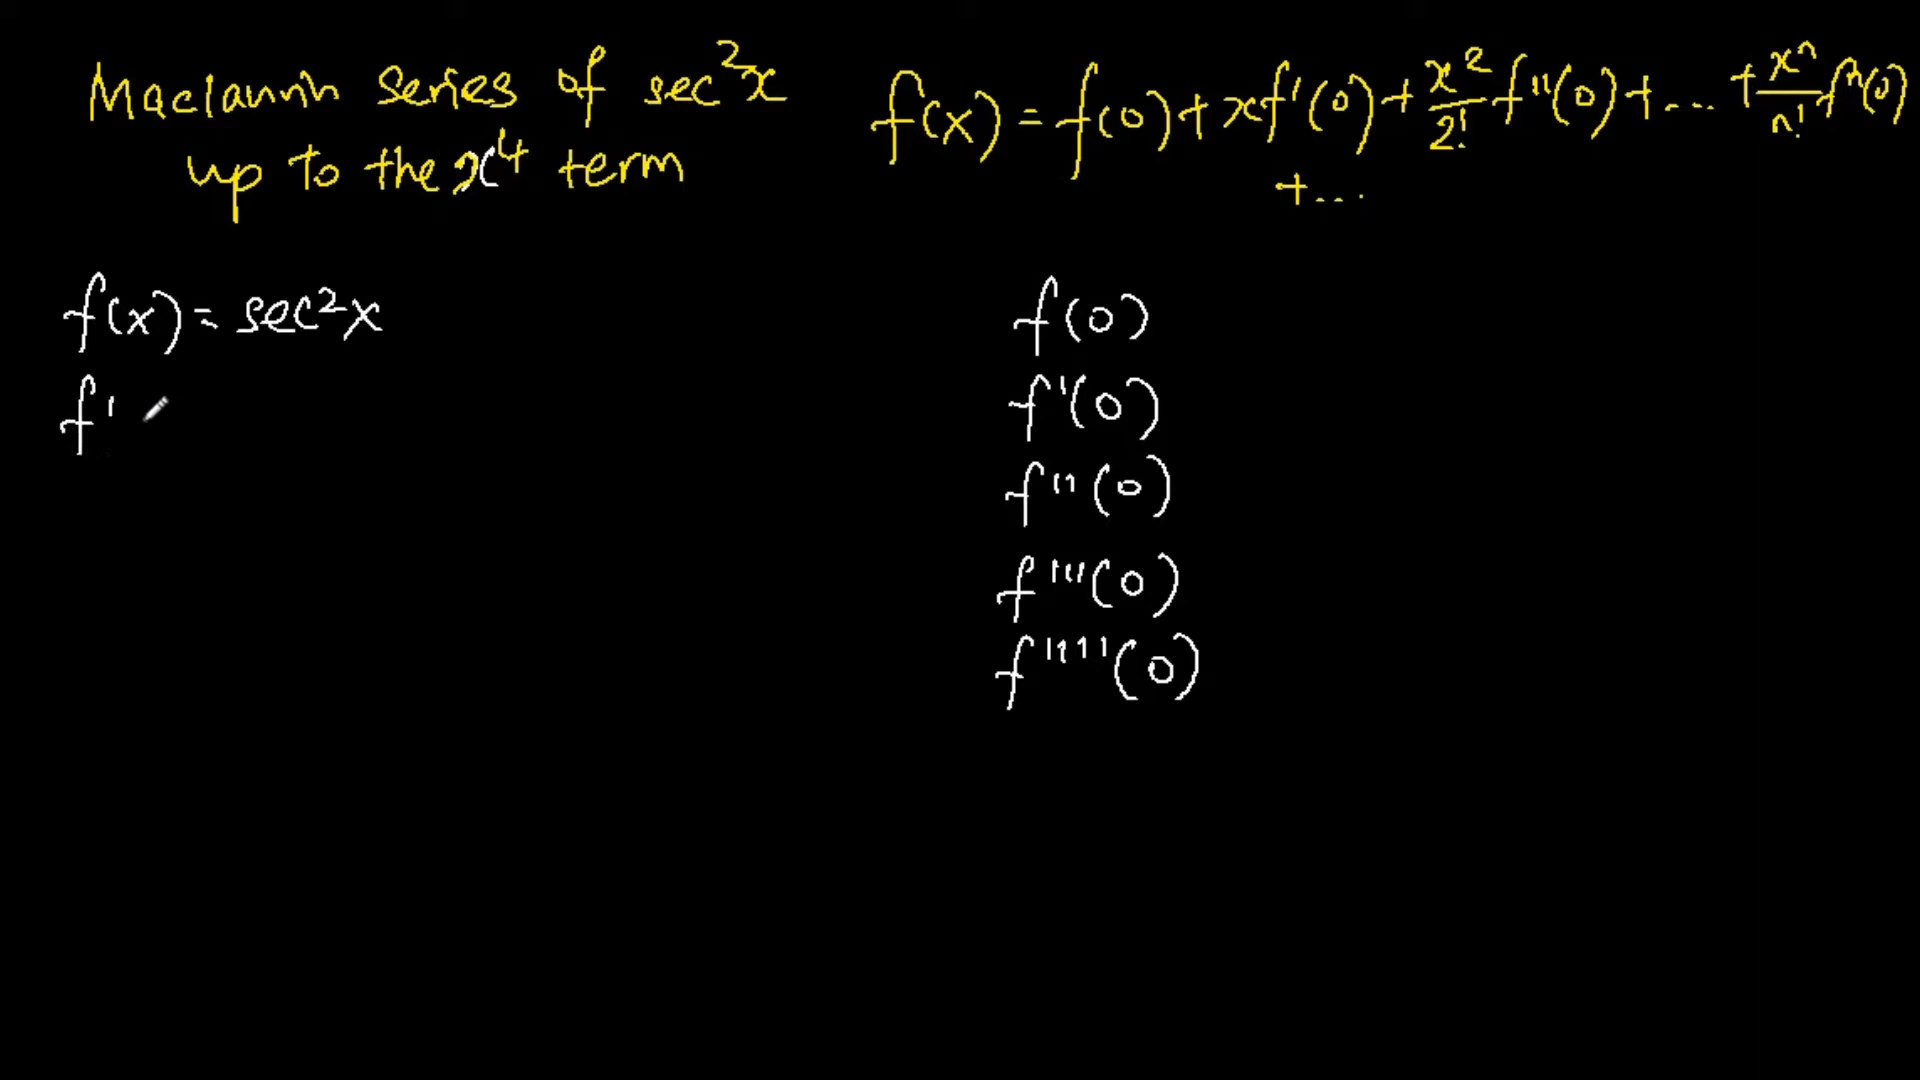 Maclaurin series of sec²x
up to the x⁴ term
f(x) = f(0) + xf'(0) + x²/2! f''(0) + ... + xⁿ/n! fⁿ(0)
+ ...
f(x) = sec²x
f'
f(0)
f'(0)
f''(0)
f'''(0)
f''''(0)